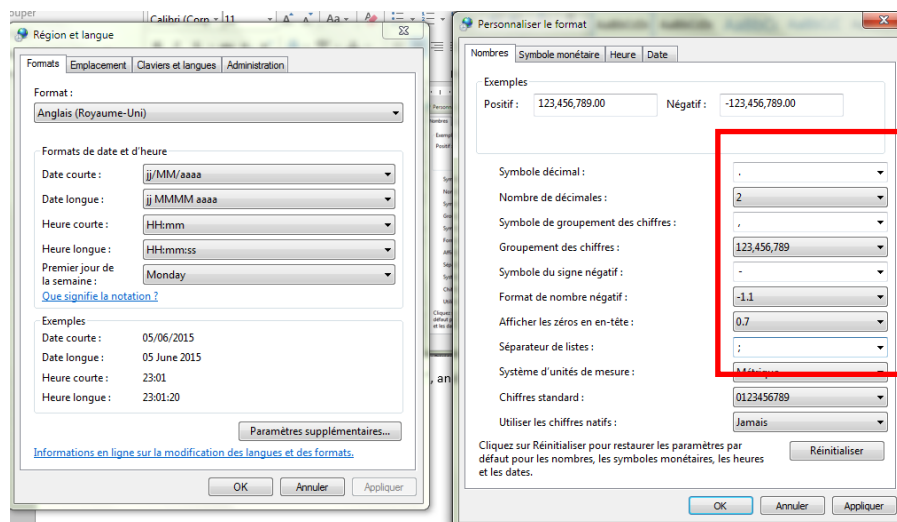 Calibri (Corp
11
Aa
Région et langue
Formats
Emplacement
Claviers et langues
Administration
Format :
Anglais (Royaume-Uni)
Formats de date et d'heure
Date courte : jj/MM/aaaa
Date longue : jj MMMM aaaa
Heure courte : HH:mm
Heure longue : HH:mm:ss
Premier jour de
la semaine : Monday
Que signifie la notation ?
Exemples
Date courte : 05/06/2015
Date longue : 05 June 2015
Heure courte : 23:01
Heure longue : 23:01:20
Paramètres supplémentaires...
Informations en ligne sur la modification des langues et des formats.
OK Annuler Appliquer
, an
Personnaliser le format
Nombres
Symbole monétaire
Heure
Date
Exemples
Positif : 123,456,789.00 Négatif : -123,456,789.00
Symbole décimal : .
Nombre de décimales : 2
Symbole de groupement des chiffres : ,
Groupement des chiffres : 123,456,789
Symbole du signe négatif : -
Format de nombre négatif : -1.1
Afficher les zéros en en-tête : 0.7
Séparateur de listes : ;
Système d'unités de mesure : Métrique
Chiffres standard : 0123456789
Utiliser les chiffres natifs : Jamais
Cliquez sur Réinitialiser pour restaurer les paramètres par
défaut pour les nombres, les symboles monétaires, les heures
et les dates.
Réinitialiser
OK Annuler Appliquer